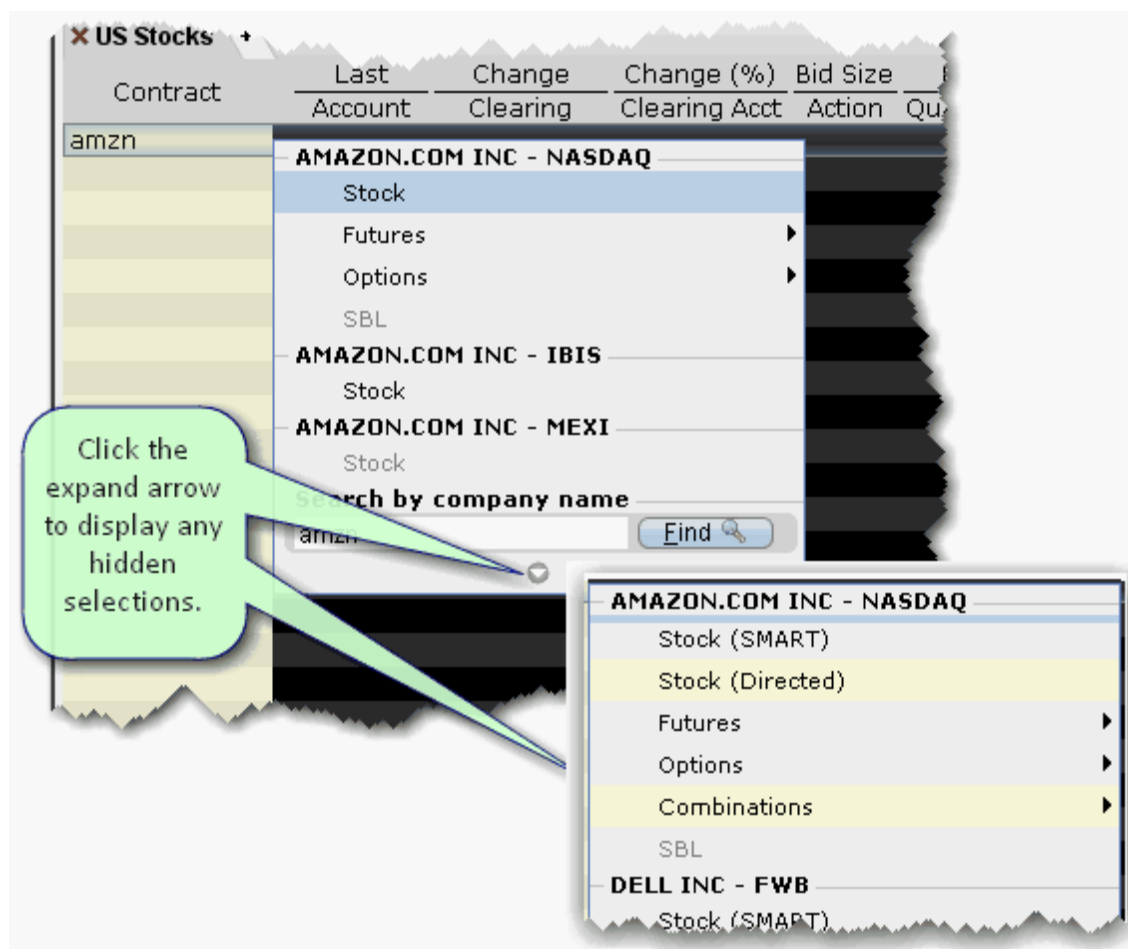 US Stocks +
Contract
Last Change Change (%) Bid Size
Account Clearing Clearing Acct Action
amzn
AMAZON.COM INC - NASDAQ
Stock
Futures
Options
SBL
AMAZON.COM INC - IBIS
Stock
AMAZON.COM INC - MEXI
Stock
Search by company name
amzn Find
Click the
expand arrow
to display any
hidden
selections.
AMAZON.COM INC - NASDAQ
Stock (SMART)
Stock (Directed)
Futures
Options
Combinations
SBL
DELL INC - FWB
Stock (SMART)